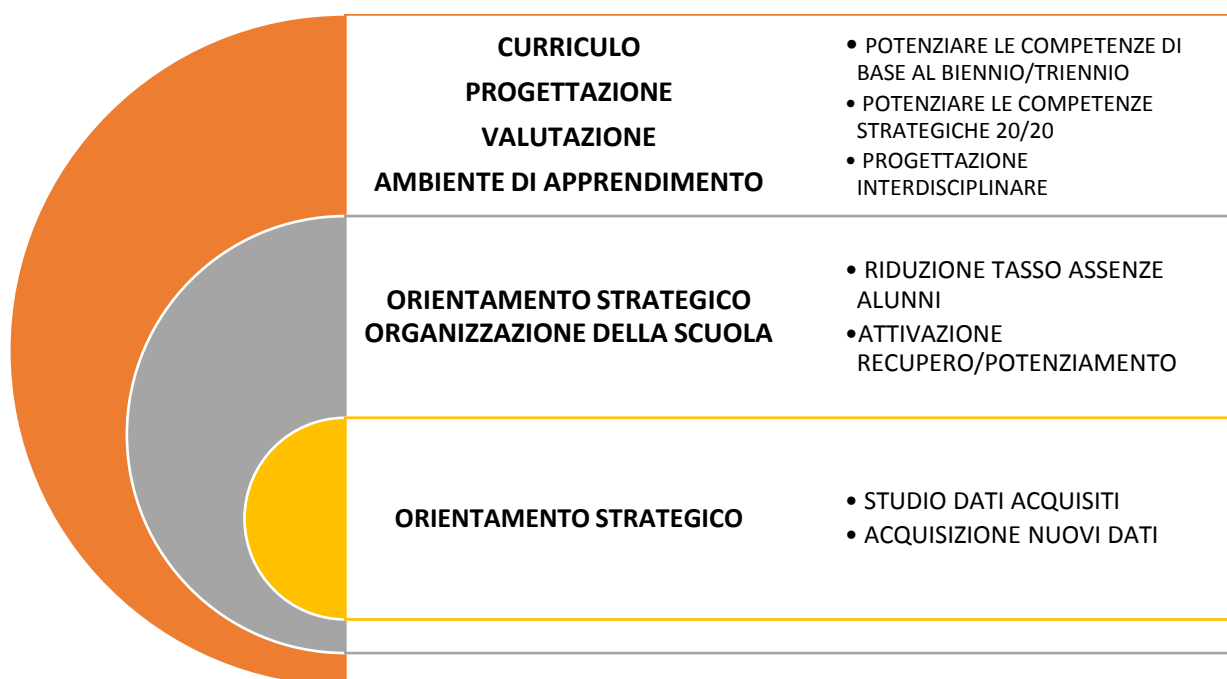 CURRICULO
PROGETTAZIONE
VALUTAZIONE
AMBIENTE DI APPRENDIMENTO
• POTENZIARE LE COMPETENZE DI
BASE AL BIENNIO/TRIENNIO
• POTENZIARE LE COMPETENZE
STRATEGICHE 20/20
• PROGETTAZIONE
INTERDISCIPLINARE
ORIENTAMENTO STRATEGICO
ORGANIZZAZIONE DELLA SCUOLA
• RIDUZIONE TASSO ASSENZE
ALUNNI
•ATTIVAZIONE
RECUPERO/POTENZIAMENTO
ORIENTAMENTO STRATEGICO
• STUDIO DATI ACQUISITI
• ACQUISIZIONE NUOVI DATI